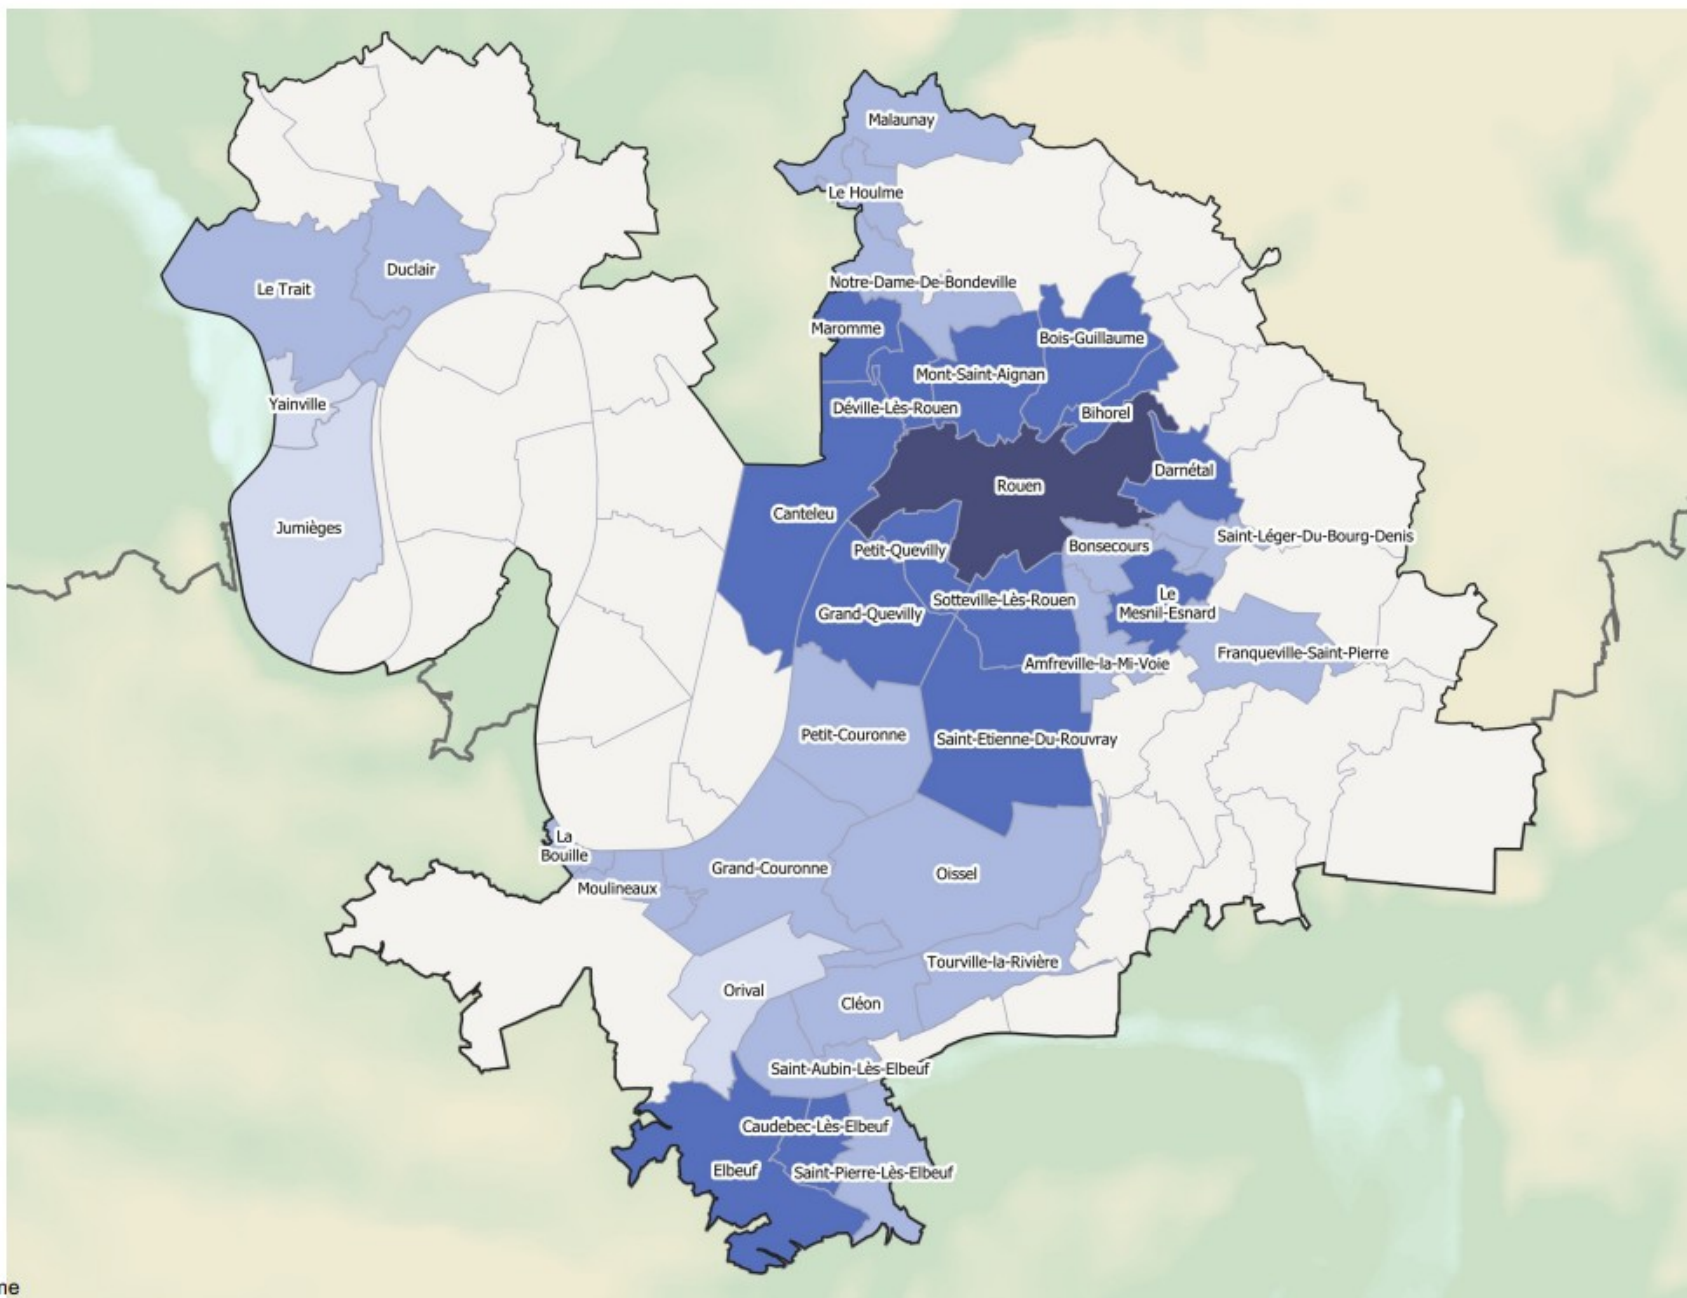 Malaunay
Le Houlme
Duclair
Le Trait
Notre-Dame-De-Bondeville
Maromme
Bois-Guillaume
Mont-Saint-Aignan
Yainville
Déville-Lès-Rouen
Bihorel
Darnétal
Rouen
Canteleu
Jumièges
Saint-Léger-Du-Bourg-Denis
Bonsecours
Petit-Quevilly
Le
Mesnil-Esnard
Sotteville-Lès-Rouen
Grand-Quevilly
Franqueville-Saint-Pierre
Amfreville-la-Mi-Voie
Petit-Couronne
Saint-Etienne-Du-Rouvray
La
Bouille
Grand-Couronne
Oissel
Moulineaux
Tourville-la-Rivière
Orival
Cléon
Saint-Aubin-Lès-Elbeuf
Caudebec-Lès-Elbeuf
Elbeuf
Saint-Pierre-Lès-Elbeuf